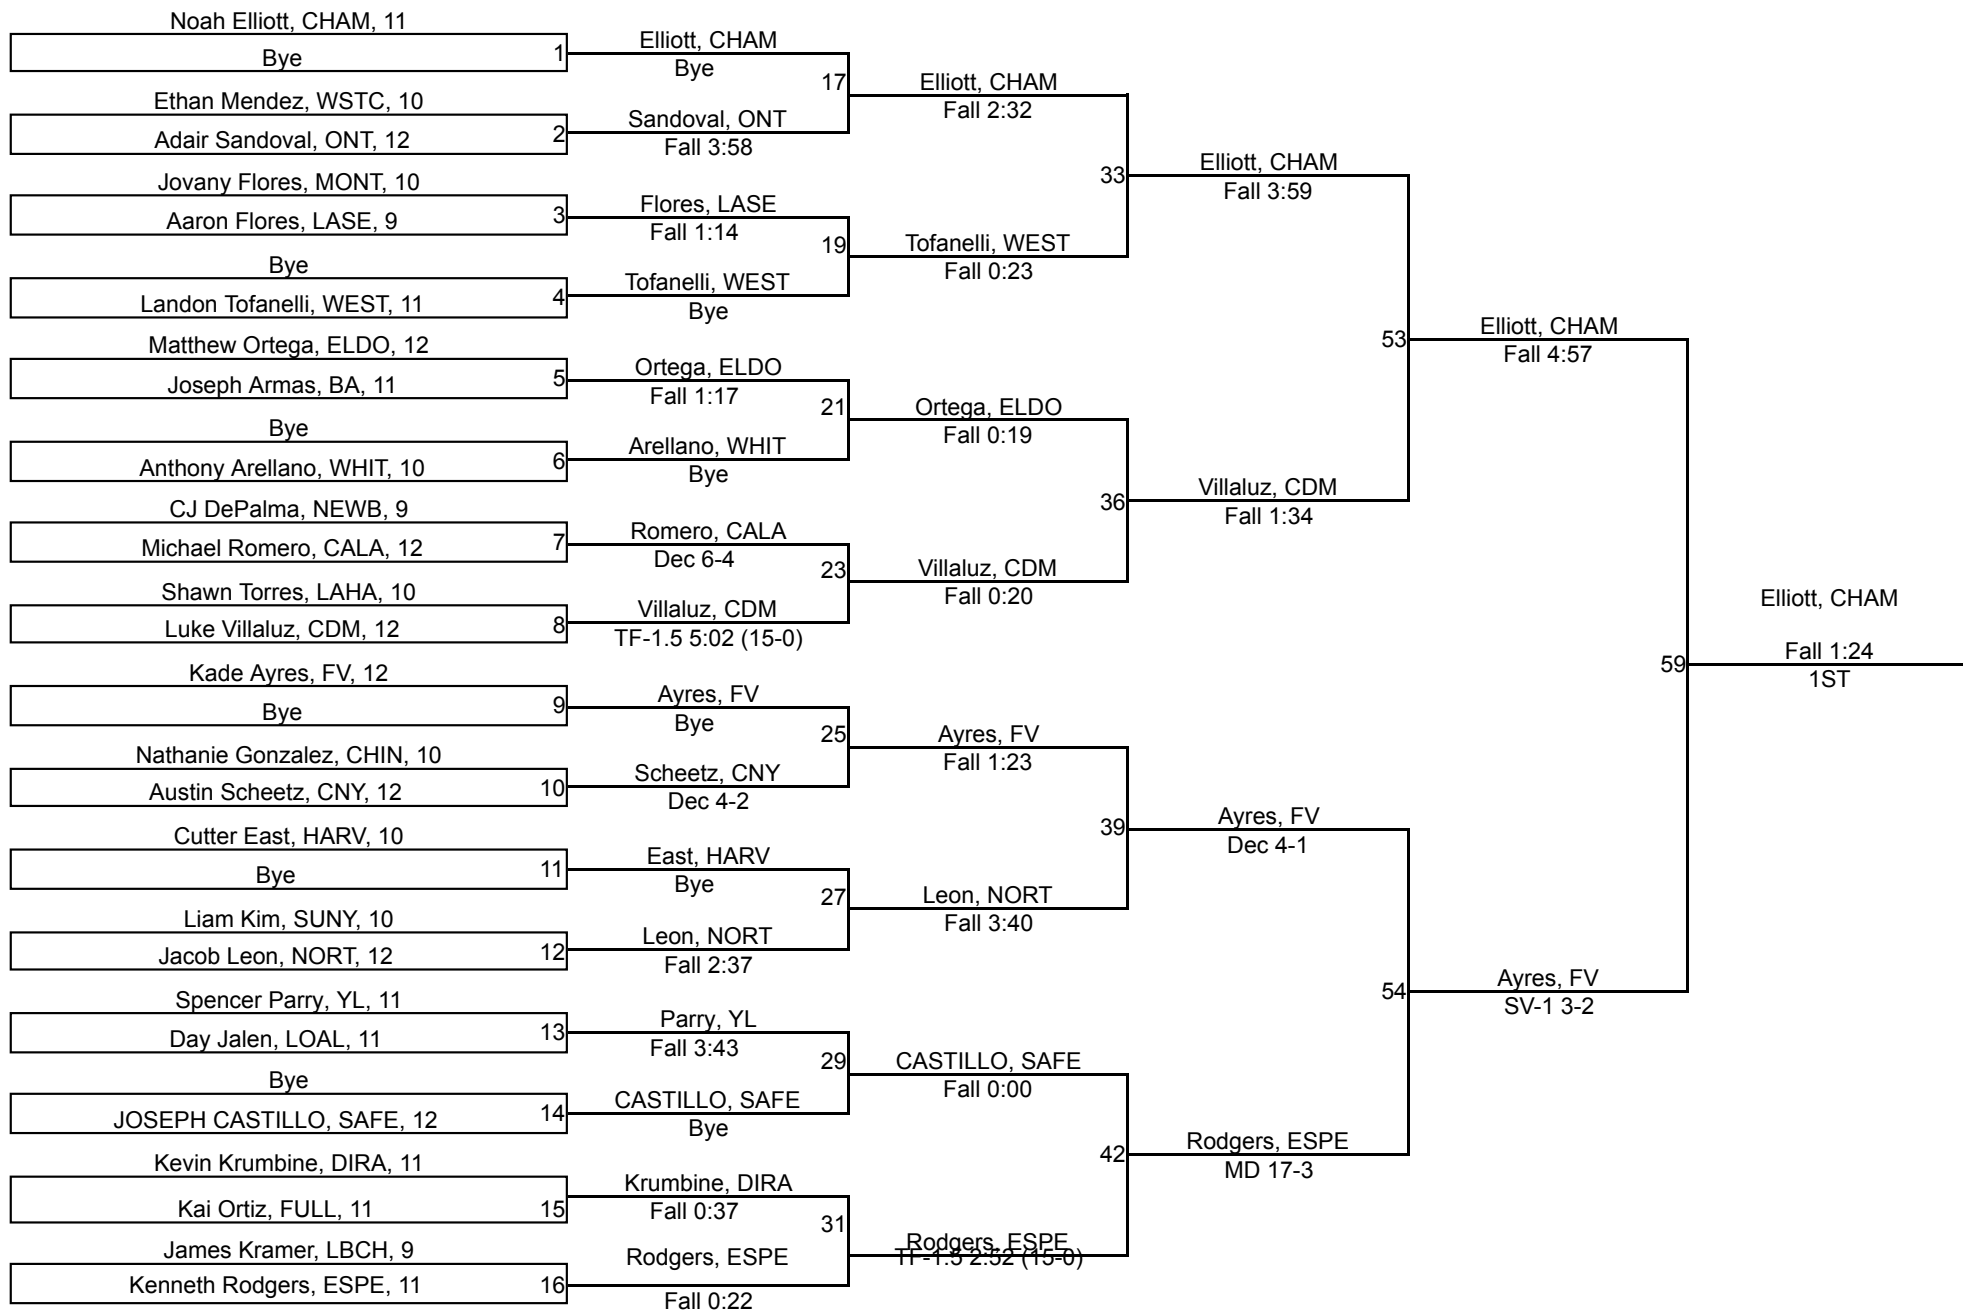 Noah Elliott, CHAM, 11
Bye
1
Ethan Mendez, WSTC, 10
Adair Sandoval, ONT, 12
2
Jovany Flores, MONT, 10
Aaron Flores, LASE, 9
3
Bye
Landon Tofanelli, WEST, 11
4
Matthew Ortega, ELDO, 12
Joseph Armas, BA, 11
5
Bye
Anthony Arellano, WHIT, 10
6
CJ DePalma, NEWB, 9
Michael Romero, CALA, 12
7
Shawn Torres, LAHA, 10
Luke Villaluz, CDM, 12
8
Kade Ayres, FV, 12
Bye
9
Nathanie Gonzalez, CHIN, 10
Austin Scheetz, CNY, 12
10
Cutter East, HARV, 10
Bye
11
Liam Kim, SUNY, 10
Jacob Leon, NORT, 12
12
Spencer Parry, YL, 11
Day Jalen, LOAL, 11
13
Bye
JOSEPH CASTILLO, SAFE, 12
14
Kevin Krumbine, DIRA, 11
Kai Ortiz, FULL, 11
15
James Kramer, LBCH, 9
Kenneth Rodgers, ESPE, 11
16
Elliott, CHAM
Bye
17
Sandoval, ONT
Fall 3:58
Flores, LASE
Fall 1:14
19
Tofanelli, WEST
Bye
Ortega, ELDO
Fall 1:17
21
Arellano, WHIT
Bye
Romero, CALA
Dec 6-4
23
Villaluz, CDM
TF-1.5 5:02 (15-0)
Ayres, FV
Bye
25
Scheetz, CNY
Dec 4-2
East, HARV
Bye
27
Leon, NORT
Fall 2:37
Parry, YL
Fall 3:43
29
CASTILLO, SAFE
Bye
Krumbine, DIRA
Fall 0:37
31
Rodgers, ESPE
Fall 0:22
Elliott, CHAM
Fall 2:32
33
Tofanelli, WEST
Fall 0:23
Ortega, ELDO
Fall 0:19
36
Villaluz, CDM
Fall 0:20
Ayres, FV
Fall 1:23
39
Leon, NORT
Fall 3:40
CASTILLO, SAFE
Fall 0:00
42
Rodgers, ESPE
TF-1.5 2:52 (15-0)
Elliott, CHAM
Fall 3:59
53
Villaluz, CDM
Fall 1:34
Ayres, FV
Dec 4-1
54
Rodgers, ESPE
MD 17-3
Elliott, CHAM
Fall 4:57
59
Ayres, FV
SV-1 3-2
Elliott, CHAM
Fall 1:24
1ST